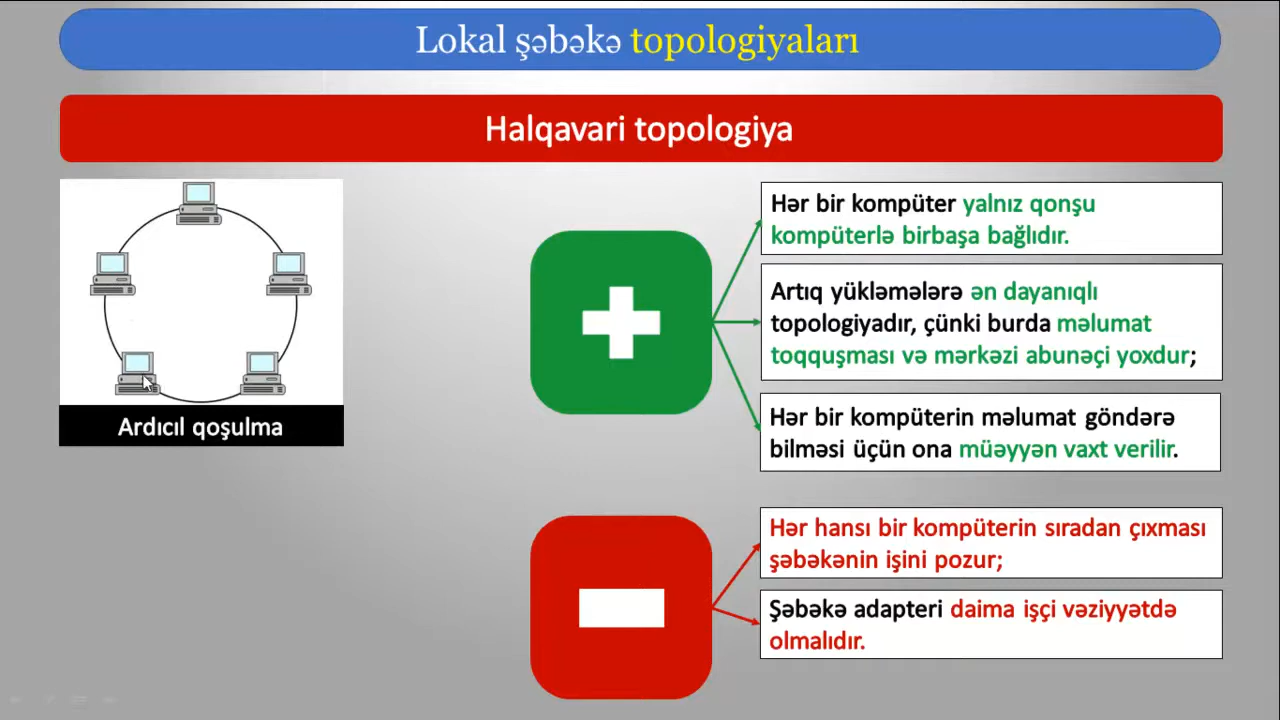 Lokal şəbəkə topologiyaları
Halqavari topologiya
Ardıcıl qoşulma
Hər bir kompüter yalnız qonşu
kompüterlə birbaşa bağlıdır.
Artıq yükləmələrə ən dayanıqlı
topologiyadır, çünki burda məlumat
toqquşması və mərkəzi abunəçi yoxdur;
Hər bir kompüterin məlumat göndərə
bilməsi üçün ona müəyyən vaxt verilir.
Hər hansı bir kompüterin sıradan çıxması
şəbəkənin işini pozur;
Şəbəkə adapteri daima işçi vəziyyətdə
olmalıdır.